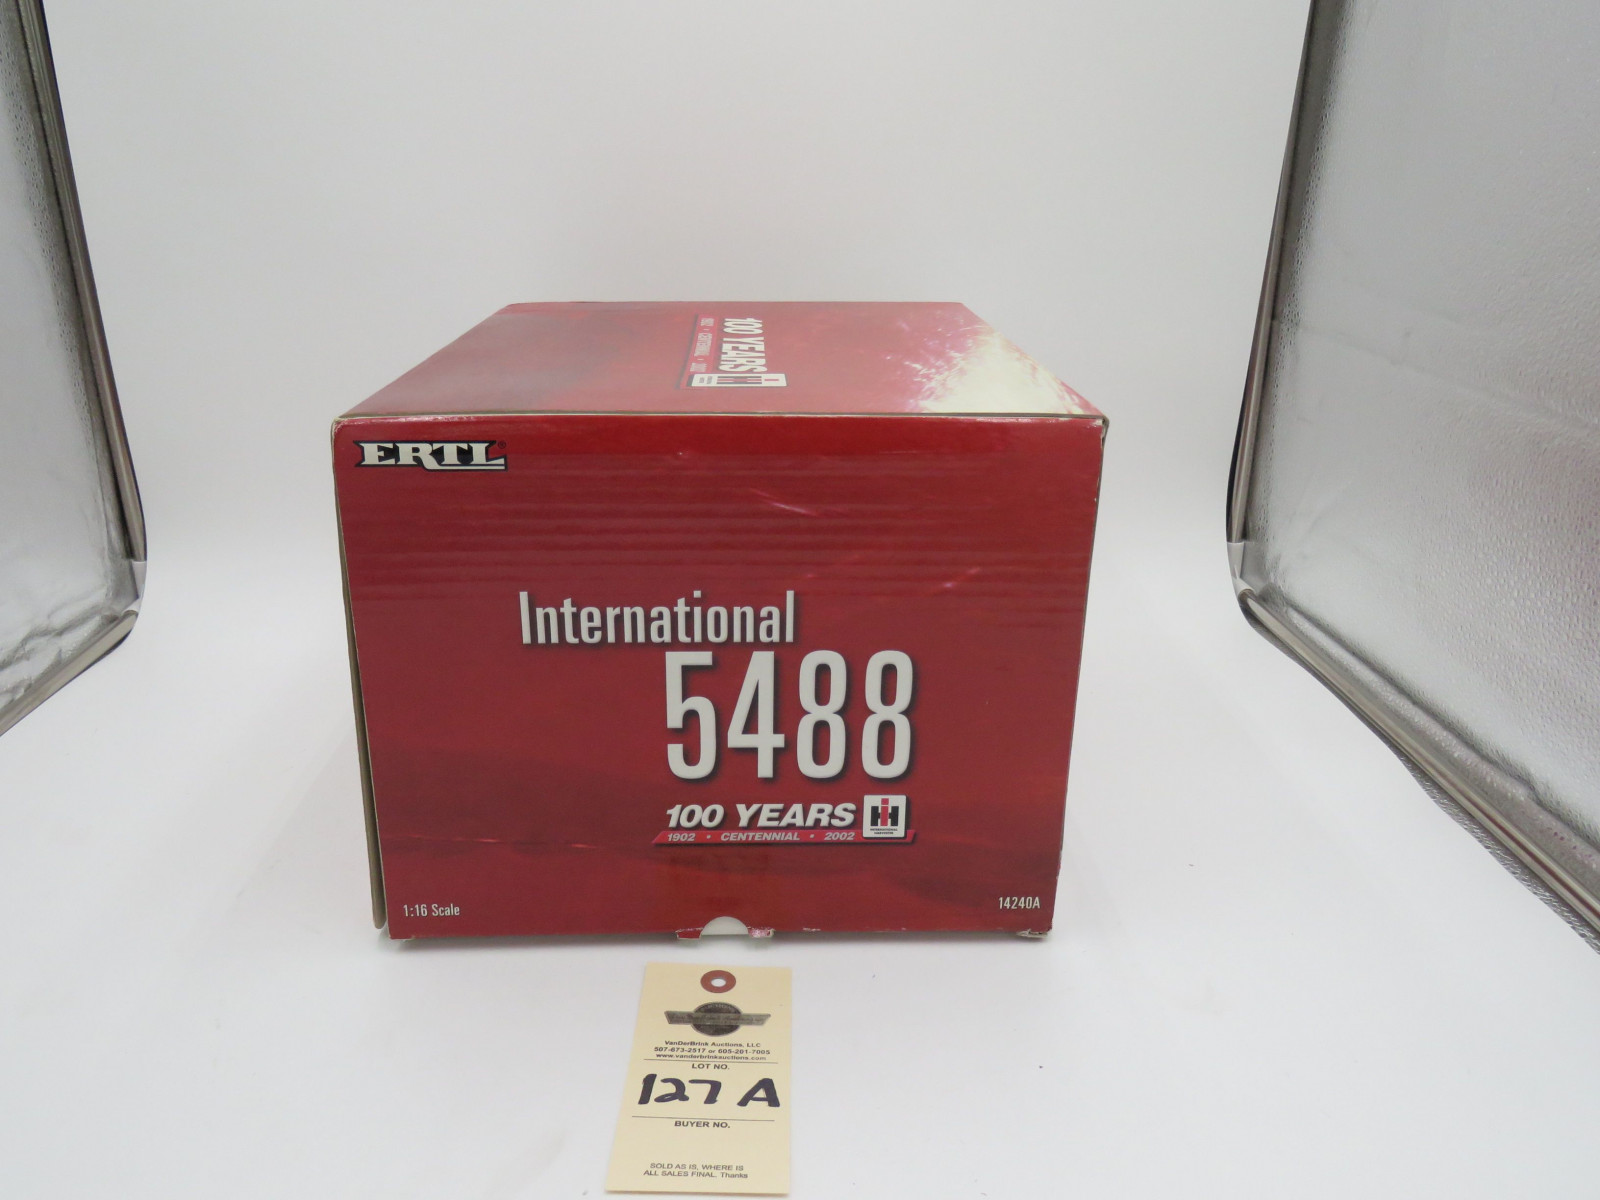 100 YEARS
1902 • CENTENNIAL • 2002
ERTL®
International
5488
100 YEARS
1902 • CENTENNIAL • 2002
INTERNATIONAL
HARVESTER
1:16 Scale
14240A
VanDerBrink Auctions, LLC
507-673-2517 or 605-201-7005
www.vanderbrinkauctions.com
LOT NO.
127 A
BUYER NO.
SOLD AS IS, WHERE IS
ALL SALES FINAL. Thanks